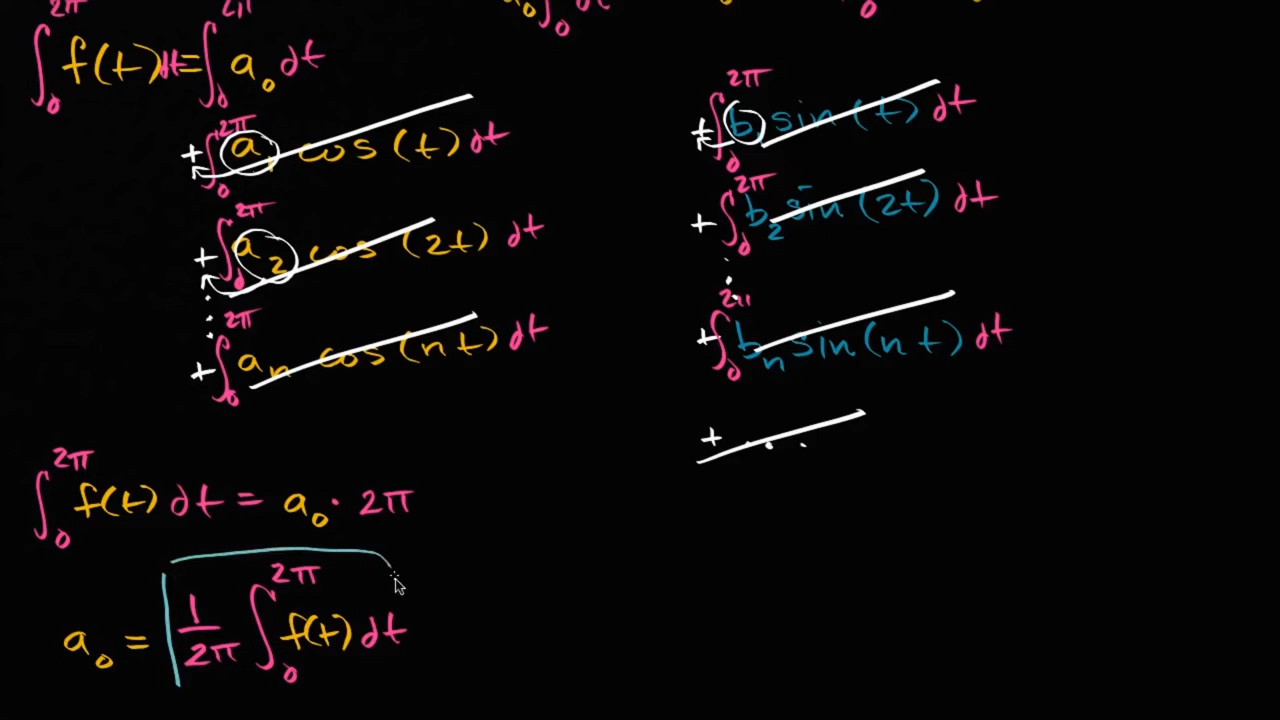 ∫₀^2π f(t)dt = ∫₀^2π a₀ dt
+ ∫₀^2π a₁ cos(t) dt
+ ∫₀^2π a₂ cos(2t) dt
⋮
+ ∫₀^2π aₙ cos(nt) dt
+ ∫₀^2π b₁ sin(t) dt
+ ∫₀^2π b₂ sin(2t) dt
⋮
+ ∫₀^2π bₙ sin(nt) dt
+ ...
∫₀^2π f(t) dt = a₀ · 2π
a₀ = 1/2π ∫₀^2π f(t) dt